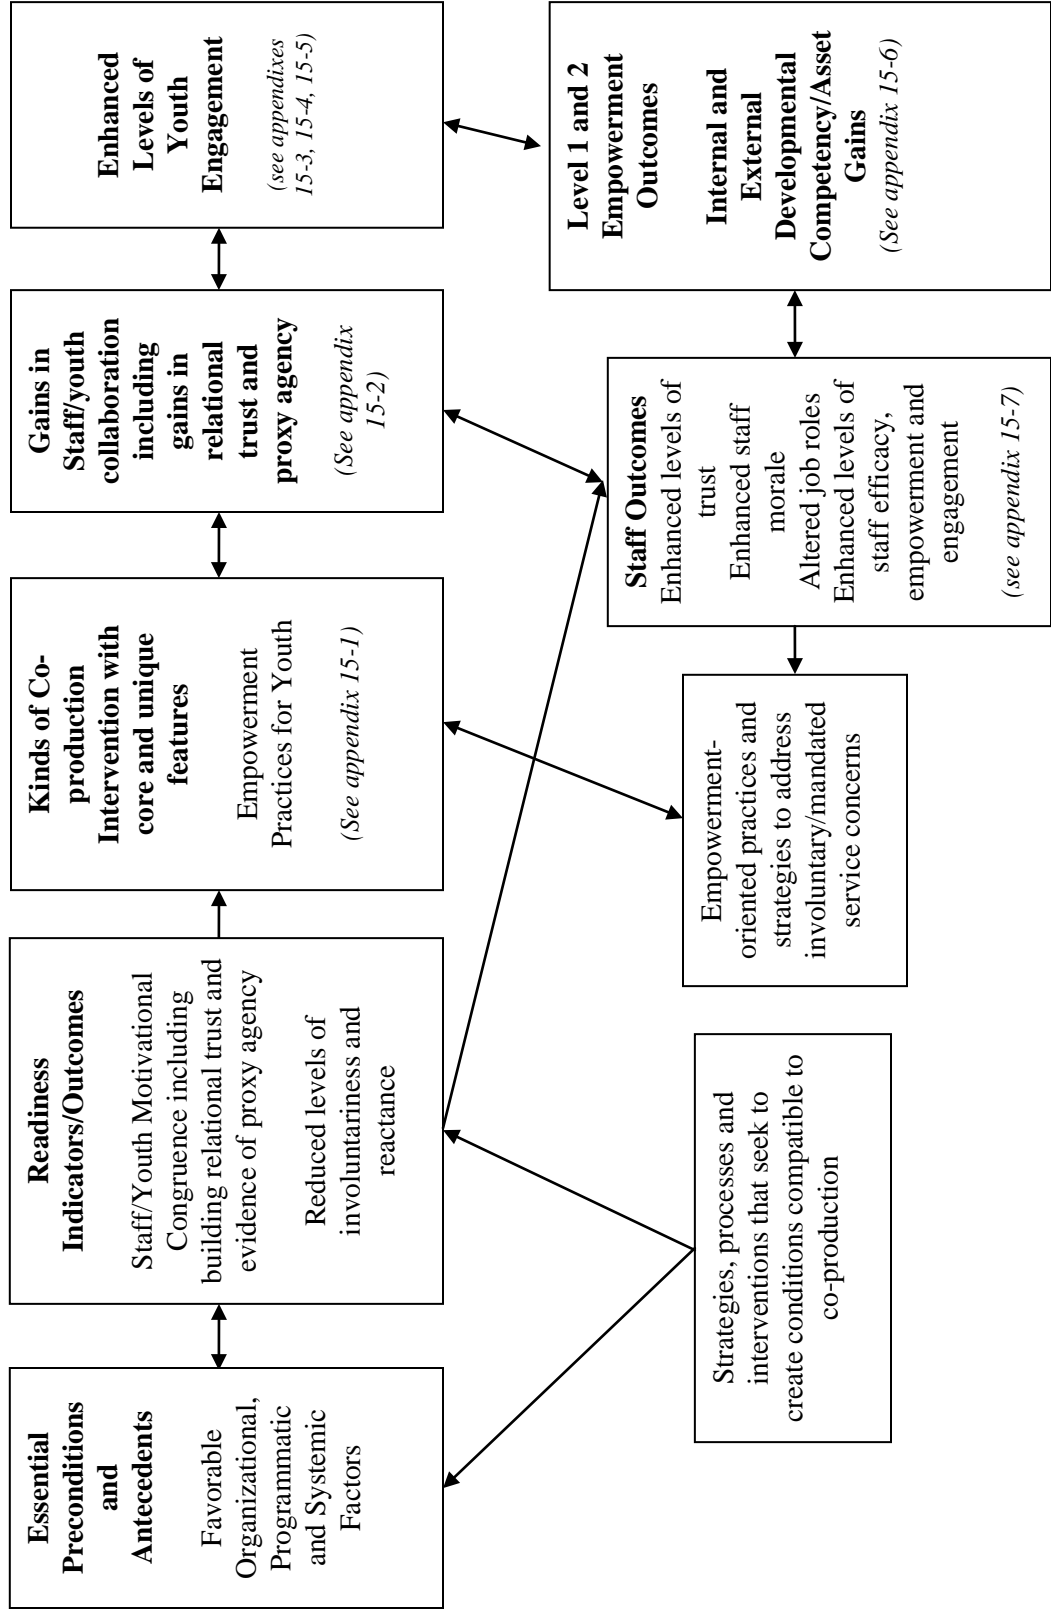 Essential
Preconditions
and
Antecedents
Favorable
Organizational,
Programmatic
and Systemic
Factors
Readiness
Indicators/Outcomes
Staff/Youth Motivational
Congruence including
building relational trust and
evidence of proxy agency
Reduced levels of
involuntariness and
reactance
Kinds of Co-
production
Intervention with
core and unique
features
Empowerment
Practices for Youth
(See appendix 15-1)
Gains in
Staff/youth
collaboration
including
gains in
relational
trust and
proxy agency
(See appendix
15-2)
Enhanced
Levels of
Youth
Engagement
(see appendixes
15-3, 15-4, 15-5)
Strategies, processes and
interventions that seek to
create conditions compatible to
co-production
Empowerment-
oriented practices and
strategies to address
involuntary/mandated
service concerns
Staff Outcomes
Enhanced levels of
trust
Enhanced staff
morale
Altered job roles
Enhanced levels of
staff efficacy,
empowerment and
engagement
(see appendix 15-7)
Level 1 and 2
Empowerment
Outcomes
Internal and
External
Developmental
Competency/Asset
Gains
(See appendix 15-6)